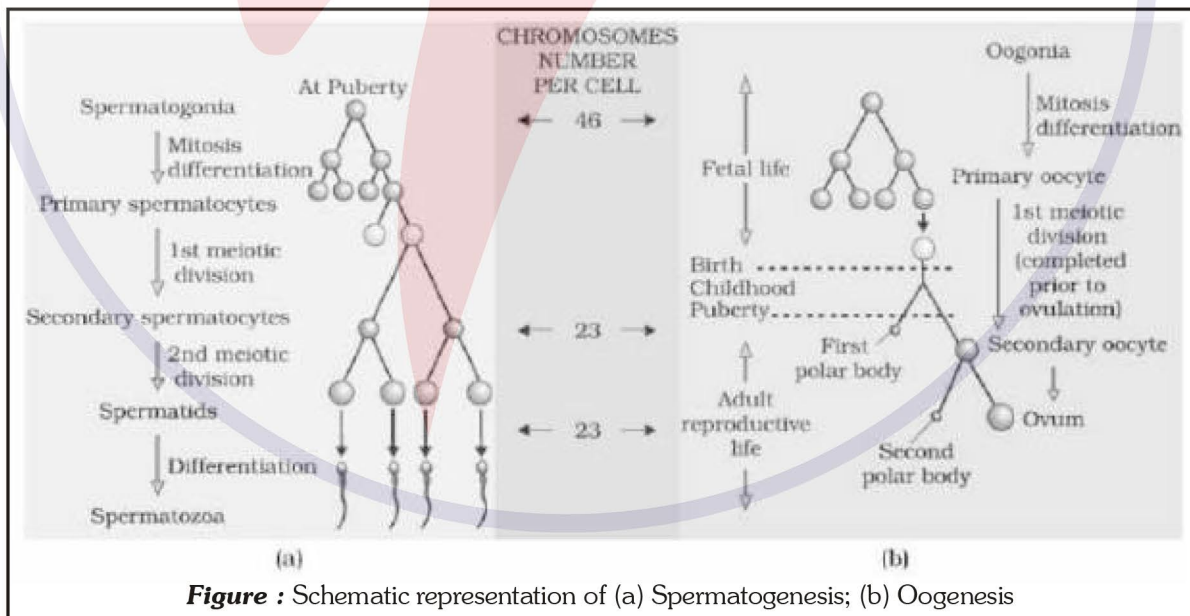 CHROMOSOMES
NUMBER
PER CELL
46
23
23
At Puberty
Spermatogonia
Mitosis
differentiation
Primary spermatocytes
1st meiotic
division
Secondary spermatocytes
2nd meiotic
division
Spermatids
Differentiation
Spermatozoa
(a)
Fetal life
Birth
Childhood
Puberty
Adult
reproductive
life
Oogonia
Mitosis
differentiation
Primary oocyte
1st meiotic
division
(completed
prior to
ovulation)
First
polar body
Secondary oocyte
Ovum
Second
polar body
(b)
Figure : Schematic representation of (a) Spermatogenesis; (b) Oogenesis